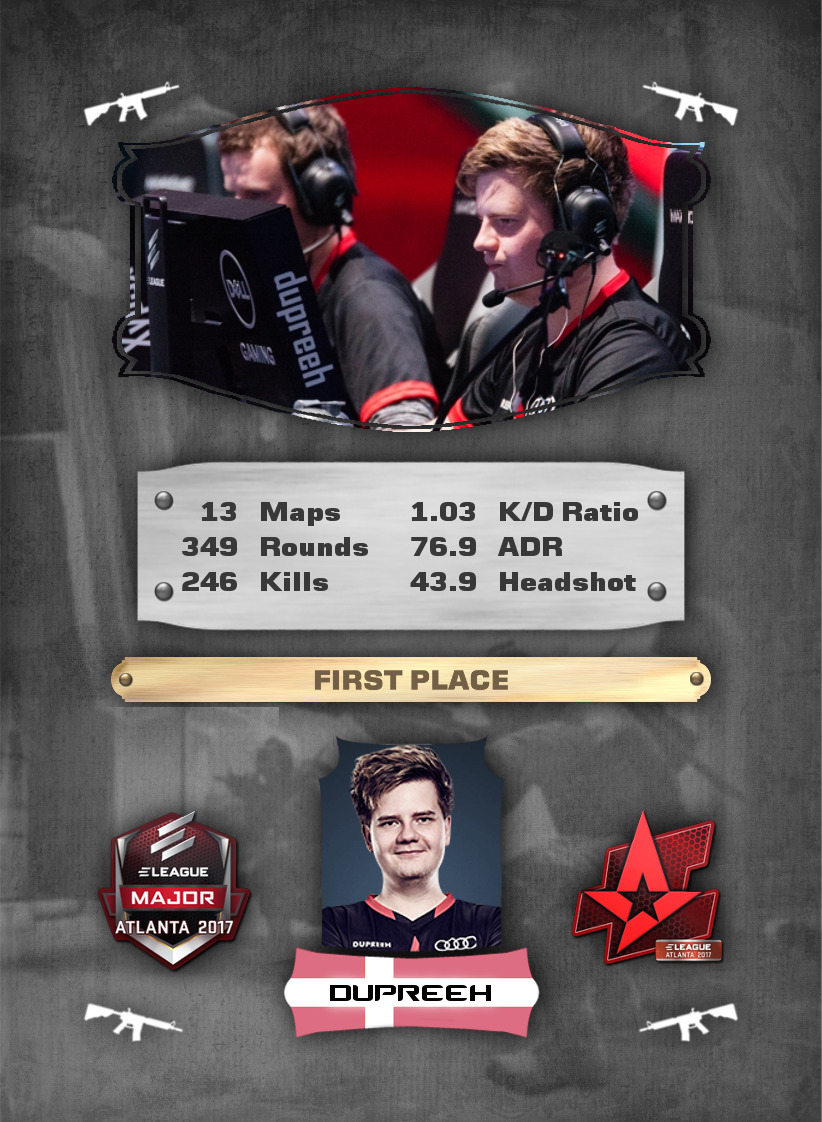 DELL
GAMING
dupreeh
LEAGUE
13 Maps 1.03 K/D Ratio
349 Rounds 76.9 ADR
246 Kills 43.9 Headshot
FIRST PLACE
ELEAGUE
MAJOR
ATLANTA 2017
DUPREEH
ELEAGUE
ATLANTA 2017
DUPREEH